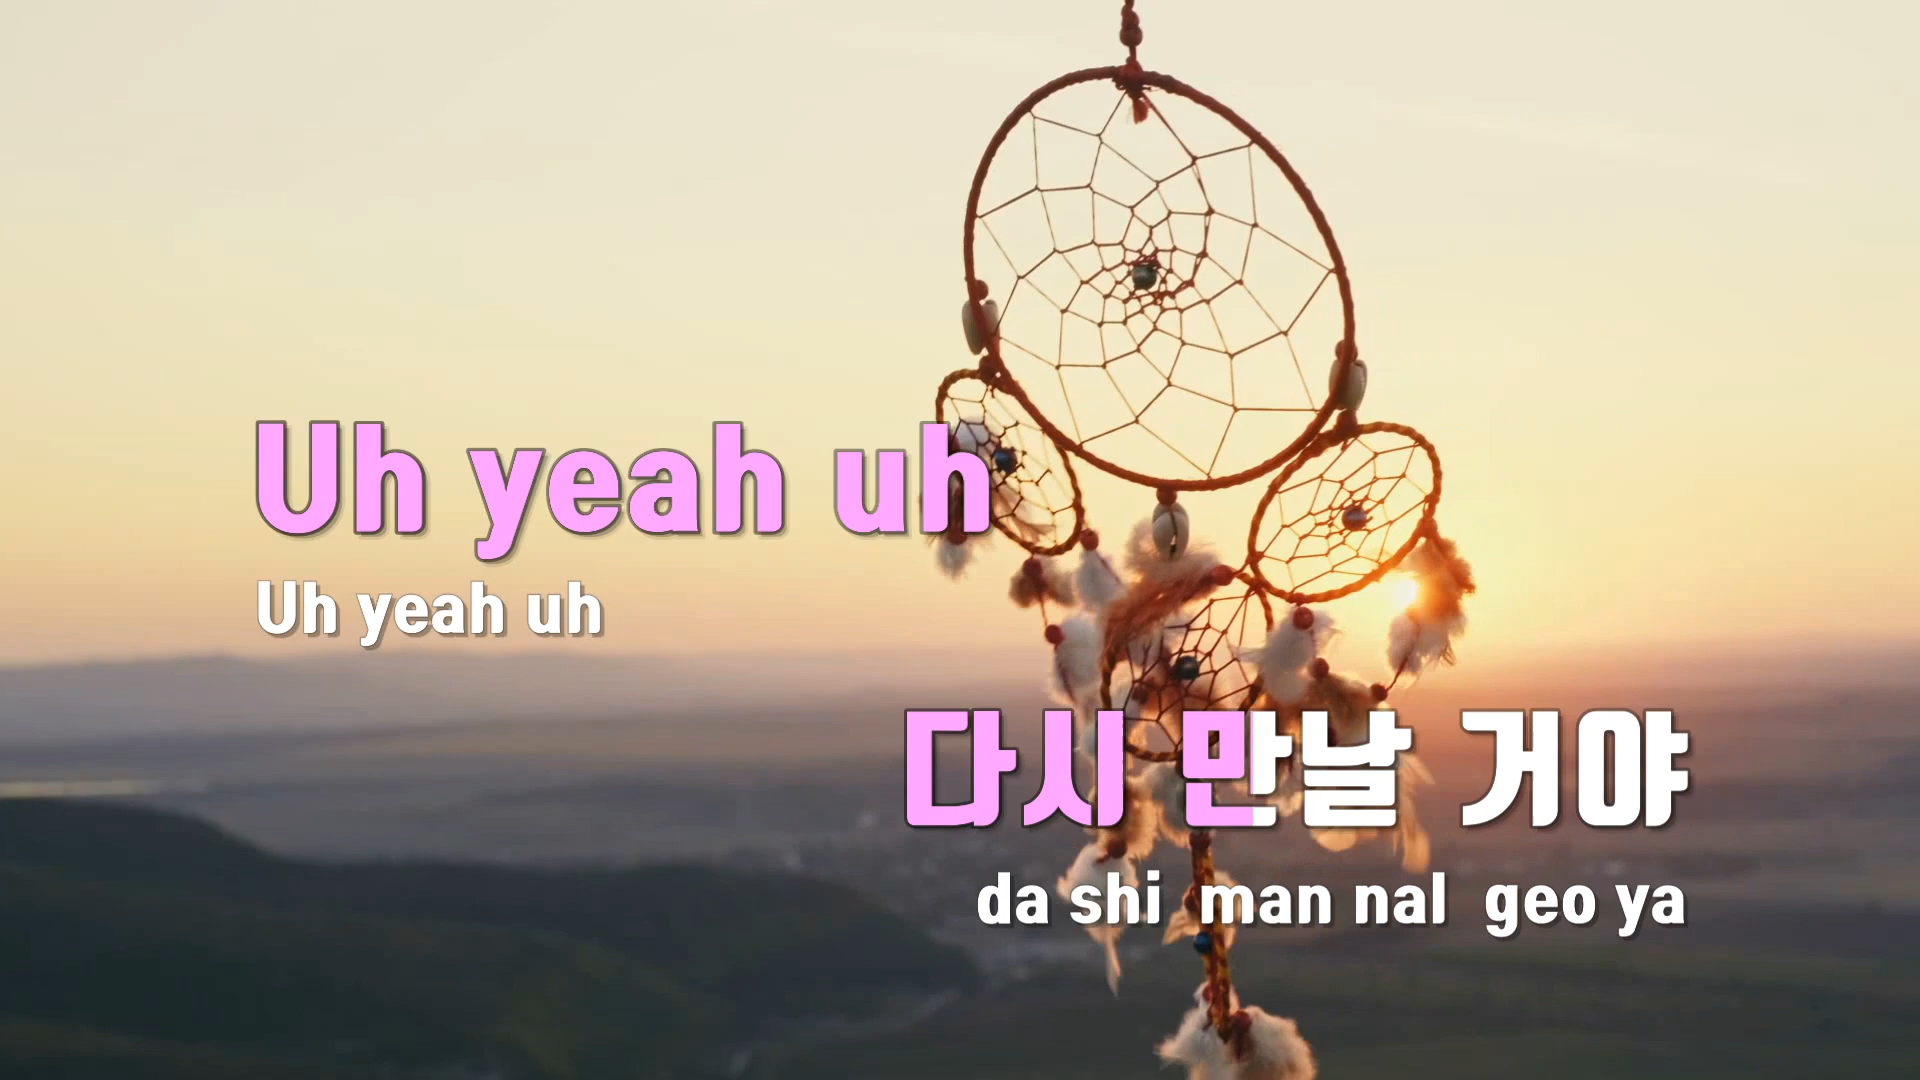 Uh yeah uh
Uh yeah uh
다시 만날 거야
da shi man nal geo ya